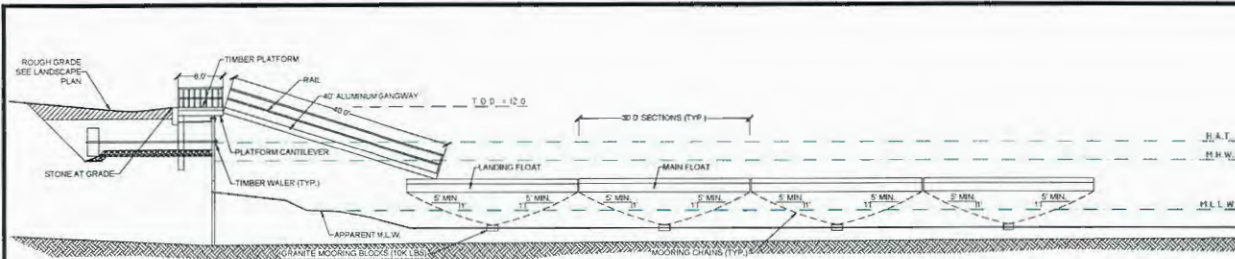 ROUGH GRADE
SEE LANDSCAPE
PLAN
8.0'
TIMBER PLATFORM
RAIL
40' ALUMINUM GANGWAY
40.0'
T.O.D. = 12.0
30.0' SECTIONS (TYP.)
H.A.T.
M.H.W.
PLATFORM CANTILEVER
STONE AT GRADE
TIMBER WALER (TYP.)
LANDING FLOAT
MAIN FLOAT
5' MIN. 5' MIN. 5' MIN. 5' MIN. 5' MIN. 5' MIN. 5' MIN. 5' MIN.
M.L.L.W.
APPARENT M.L.W.
GRANITE MOORING BLOCKS (10K LBS)
MOORING CHAINS (TYP.)